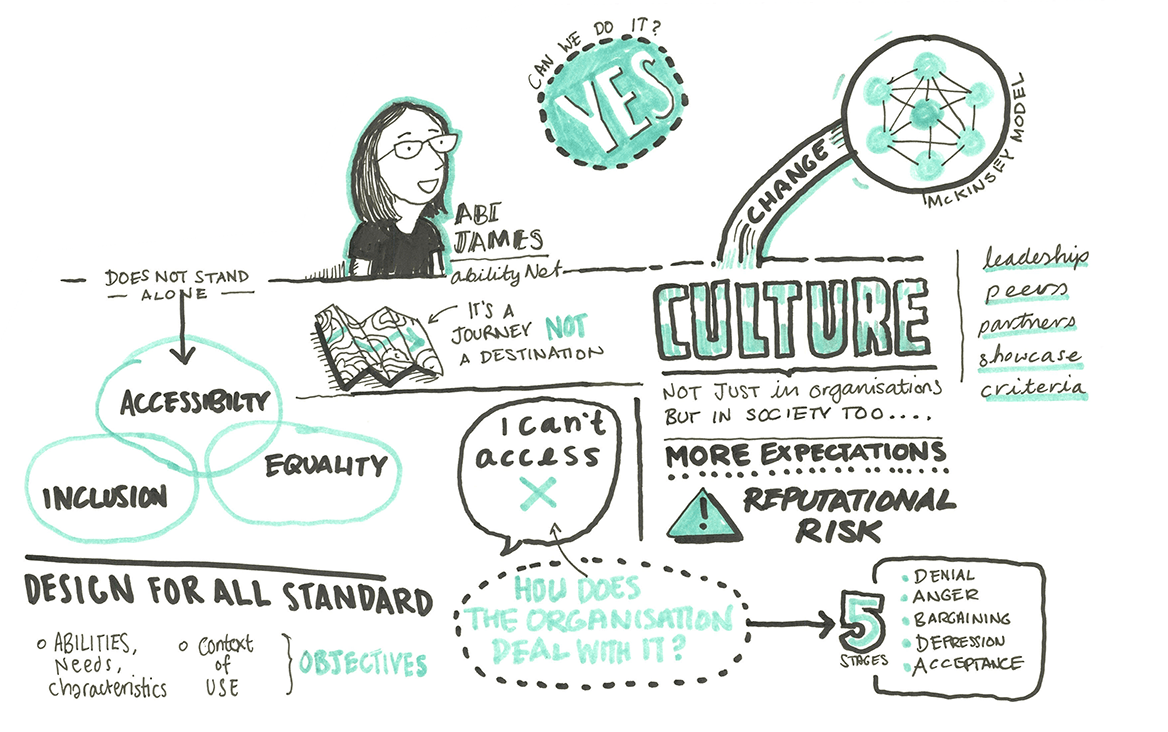 CAN WE DO IT?
YES
CHANGE
McKINSEY MODEL
ABI
JAMES
abilityNet
DOES NOT STAND
ALONE
ACCESSIBILTY
INCLUSION
EQUALITY
IT'S A
JOURNEY NOT
A DESTINATION
CULTURE
NOT JUST in organisations
BUT IN SOCIETY TOO....
MORE EXPECTATIONS
!
REPUTATIONAL
RISK
leadeship
peers
partners
showcase
criteria
I can't
access
X
HOW DOES
THE ORGANISATION
DEAL WITH IT?
5
STAGES
DENIAL
ANGER
BARGAINING
DEPRESSION
ACCEPTANCE
DESIGN FOR ALL STANDARD
ABILITIES,
Needs,
characteristics
Context
of
USE
OBJECTIVES